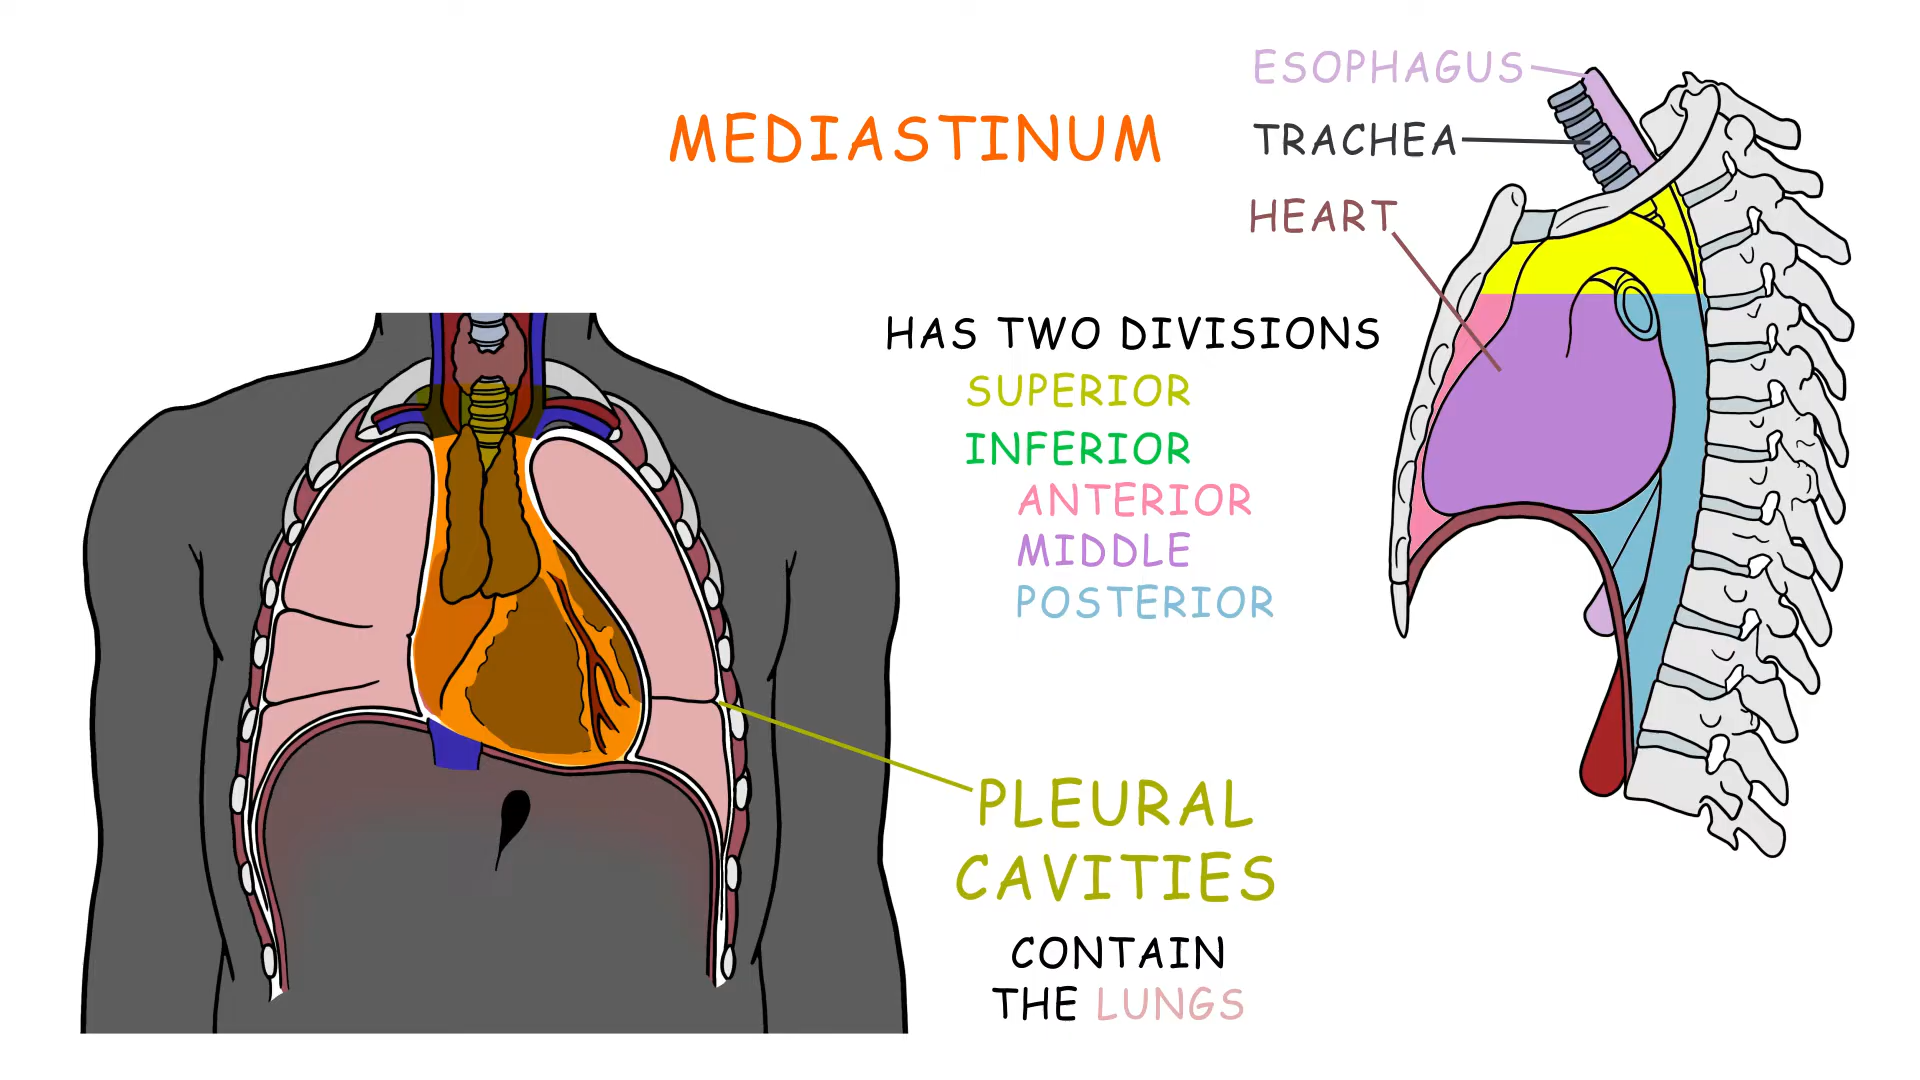 MEDIASTINUM
ESOPHAGUS
TRACHEA
HEART
HAS TWO DIVISIONS
SUPERIOR
INFERIOR
ANTERIOR
MIDDLE
POSTERIOR
PLEURAL
CAVITIES
CONTAIN
THE LUNGS